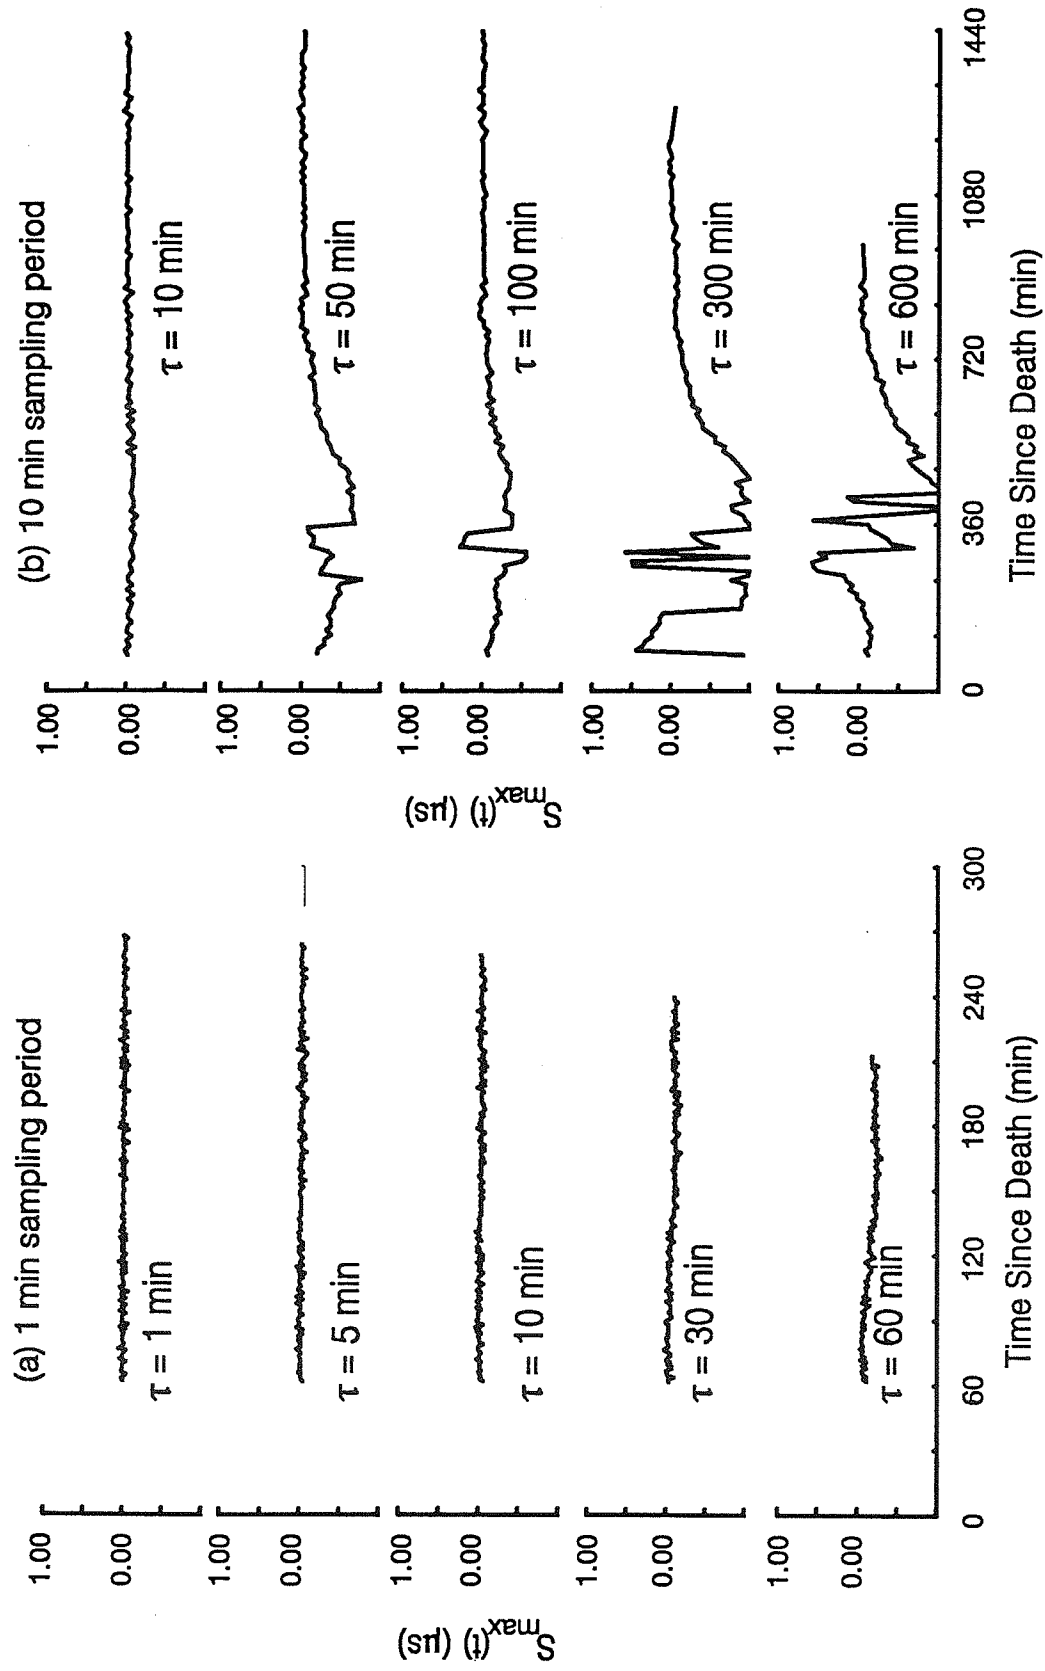 (a) 1 min sampling period
1.00
0.00
τ = 1 min
1.00
0.00
τ = 5 min
1.00
0.00
τ = 10 min
1.00
0.00
τ = 30 min
1.00
0.00
τ = 60 min
S_max(t) (μs)
0 60 120 180 240 300
Time Since Death (min)
(b) 10 min sampling period
1.00
0.00
τ = 10 min
1.00
0.00
τ = 50 min
1.00
0.00
τ = 100 min
1.00
0.00
τ = 300 min
1.00
0.00
τ = 600 min
S_max(t) (μs)
0 360 720 1080 1440
Time Since Death (min)